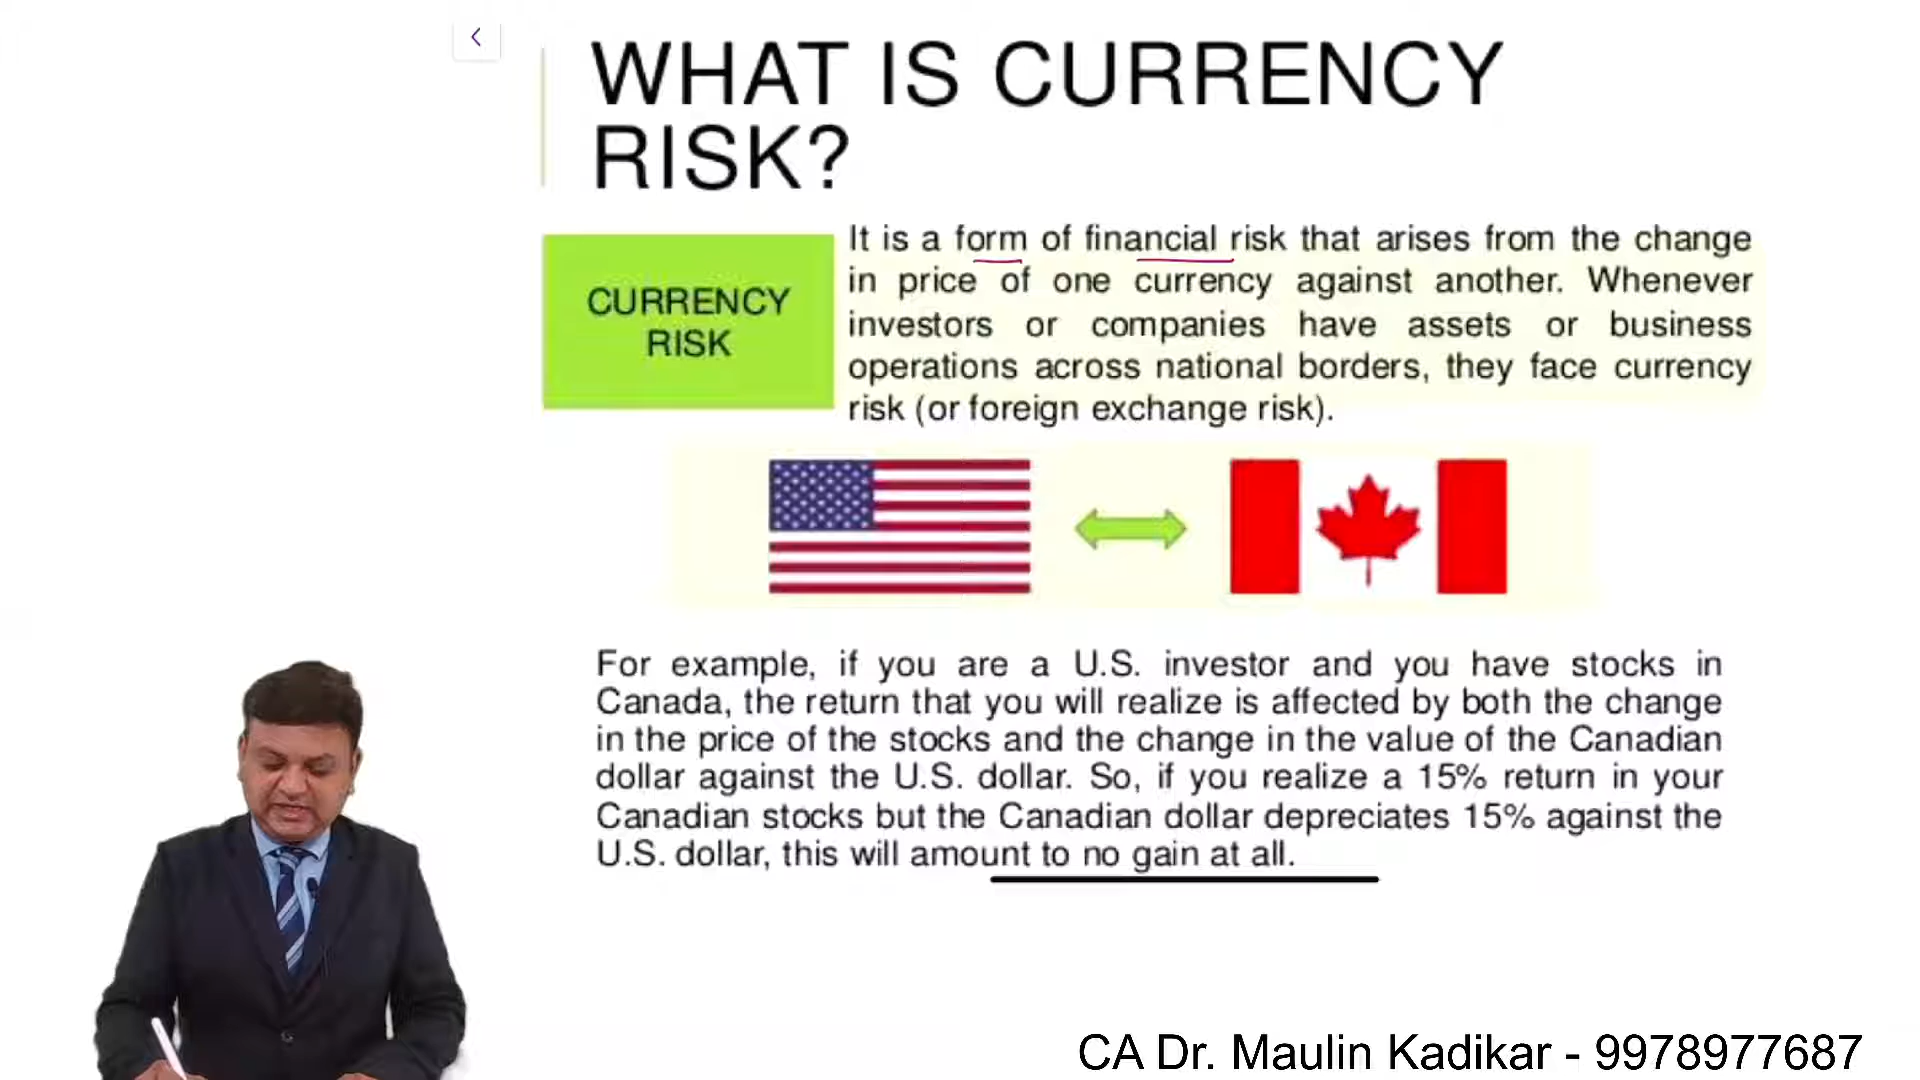 WHAT IS CURRENCY
RISK?
CURRENCY
RISK
It is a form of financial risk that arises from the change
in price of one currency against another. Whenever
investors or companies have assets or business
operations across national borders, they face currency
risk (or foreign exchange risk).
For example, if you are a U.S. investor and you have stocks in
Canada, the return that you will realize is affected by both the change
in the price of the stocks and the change in the value of the Canadian
dollar against the U.S. dollar. So, if you realize a 15% return in your
Canadian stocks but the Canadian dollar depreciates 15% against the
U.S. dollar, this will amount to no gain at all.
CA Dr. Maulin Kadikar - 9978977687